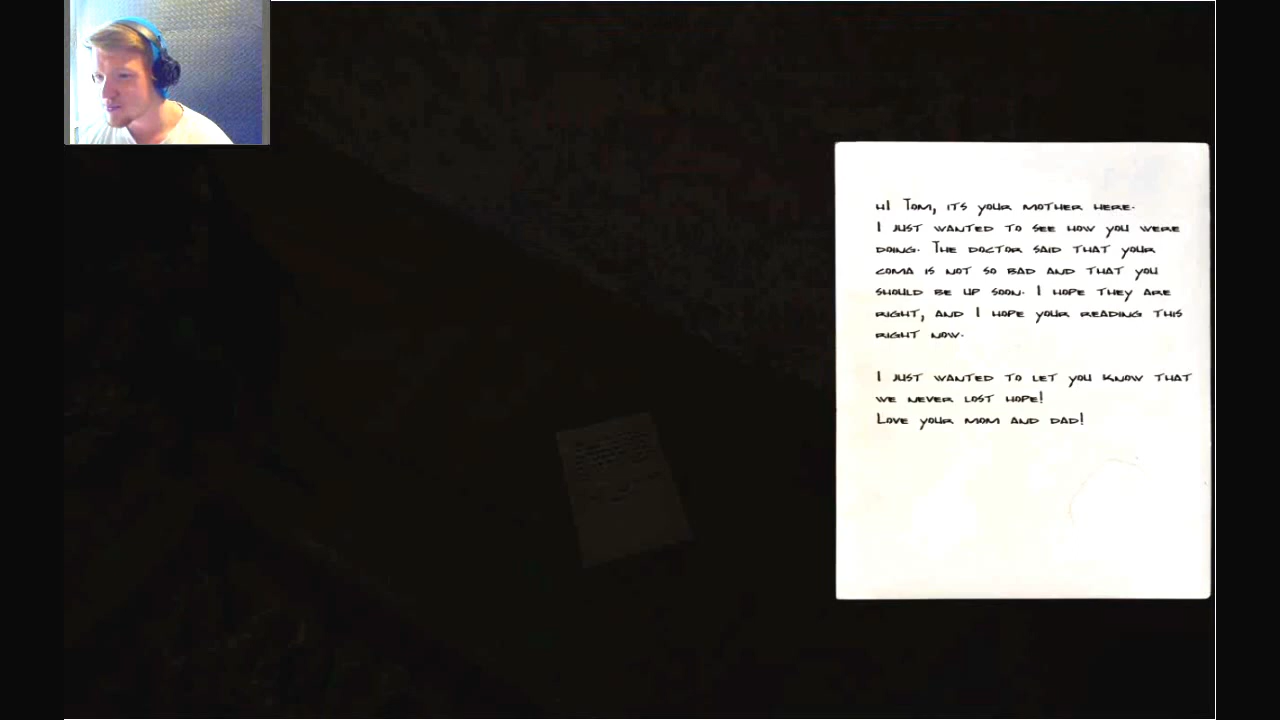 HI TOM, ITS YOUR MOTHER HERE.
I JUST WANTED TO SEE HOW YOU WERE
DOING. THE DOCTOR SAID THAT YOUR
COMA IS NOT SO BAD AND THAT YOU
SHOULD BE UP SOON. I HOPE THEY ARE
RIGHT, AND I HOPE YOUR READING THIS
RIGHT NOW.
I JUST WANTED TO LET YOU KNOW THAT
WE NEVER LOST HOPE!
LOVE YOUR MOM AND DAD!